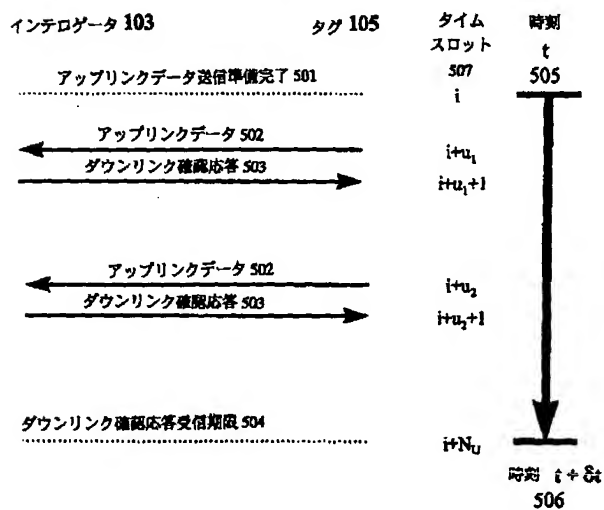 インテロゲータ 103 タグ 105 タイム 時刻
スロット t
507 505
アップリンクデータ送信準備完了 501 i
アップリンクデータ 502 i+u₁
ダウンリンク確認応答 503 i+u₁+1
アップリンクデータ 502 i+u₂
ダウンリンク確認応答 503 i+u₂+1
ダウンリンク確認応答受信期限 504 i+N_U
時刻 t + δt
506